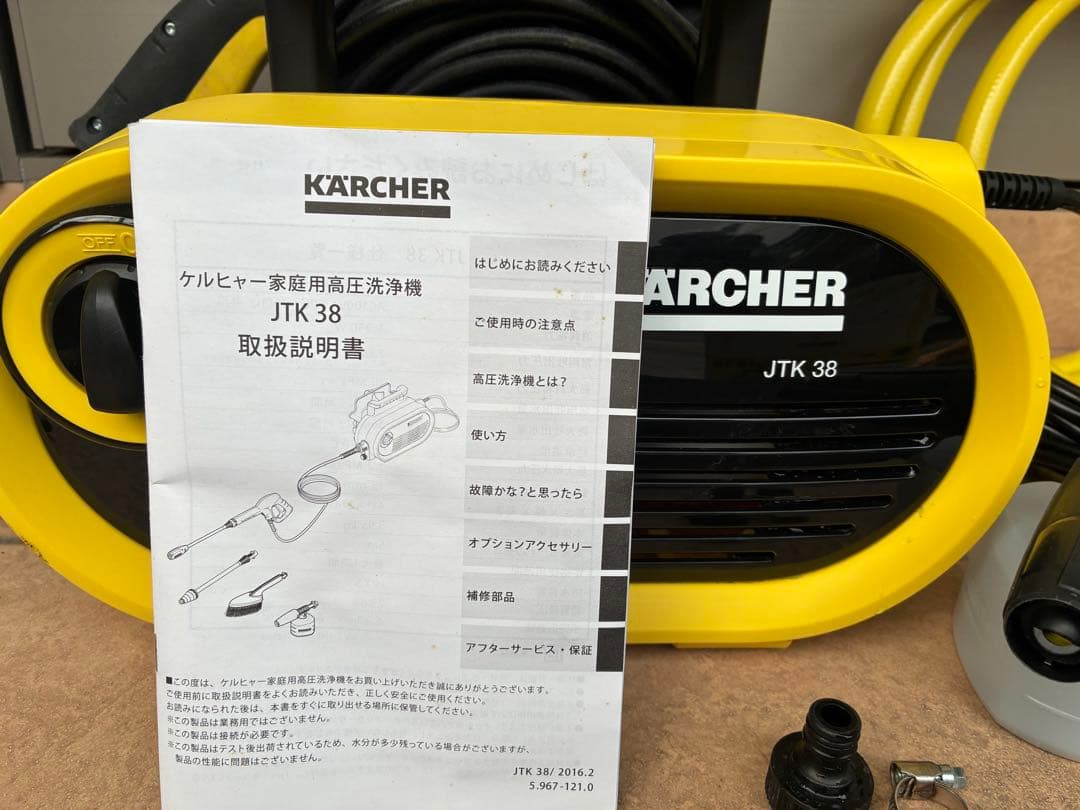 KÄRCHER
ケルヒャー家庭用高圧洗浄機
JTK 38
取扱説明書
はじめにお読みください
ご使用時の注意点
高圧洗浄機とは?
使い方
故障かな?と思ったら
オプションアクセサリー
補修部品
アフターサービス・保証
■この度は、ケルヒャー家庭用高圧洗浄機をお買い上げいただき誠にありがとうございます。
ご使用前に取扱説明書をよくお読みいただき、正しく安全にご使用ください。
お読みになられた後は、本書をすぐに取り出せる場所に保管してください。
※この製品は業務用ではございません。
※この製品は接続が必要です。
※この製品はテスト後出荷されているため、水分が多少残っている場合がございますが、
製品の性能に問題はございません。
JTK 38/ 2016.2
5.967-121.0
OFF
ÄRCHER
JTK 38